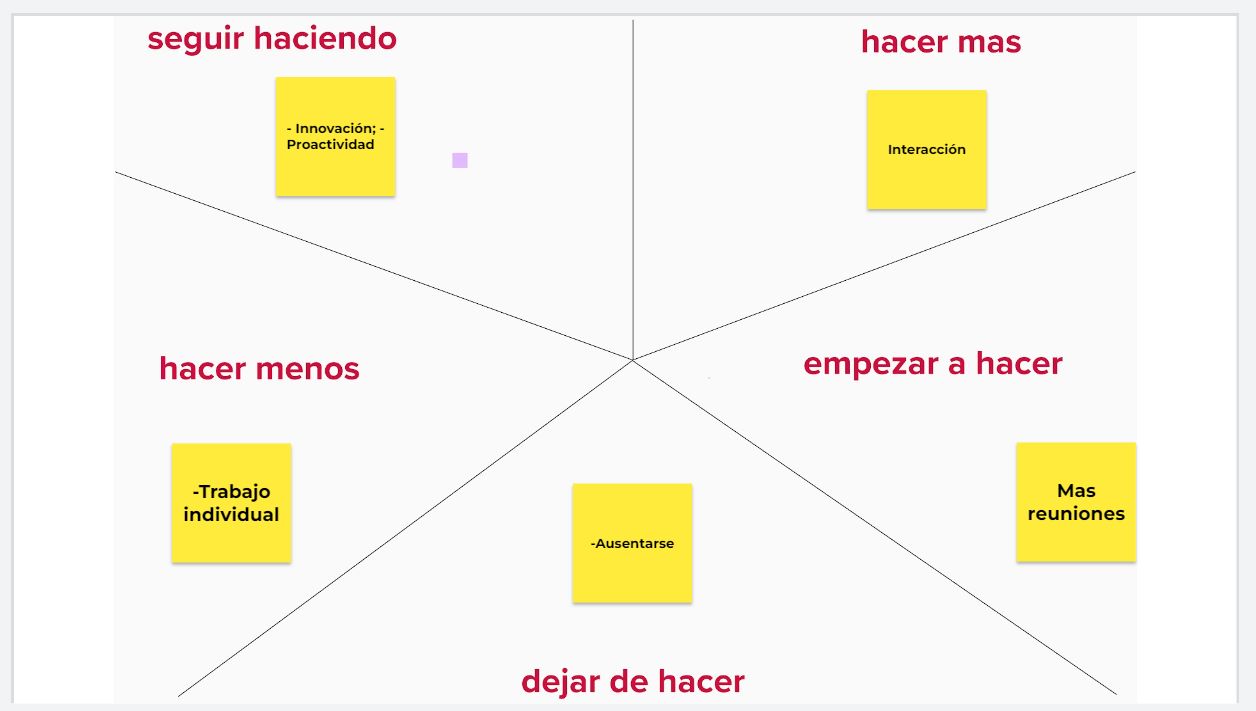 seguir haciendo
hacer mas
- Innovación; -
Proactividad
Interacción
hacer menos
empezar a hacer
-Trabajo
individual
Mas
reuniones
-Ausentarse
dejar de hacer